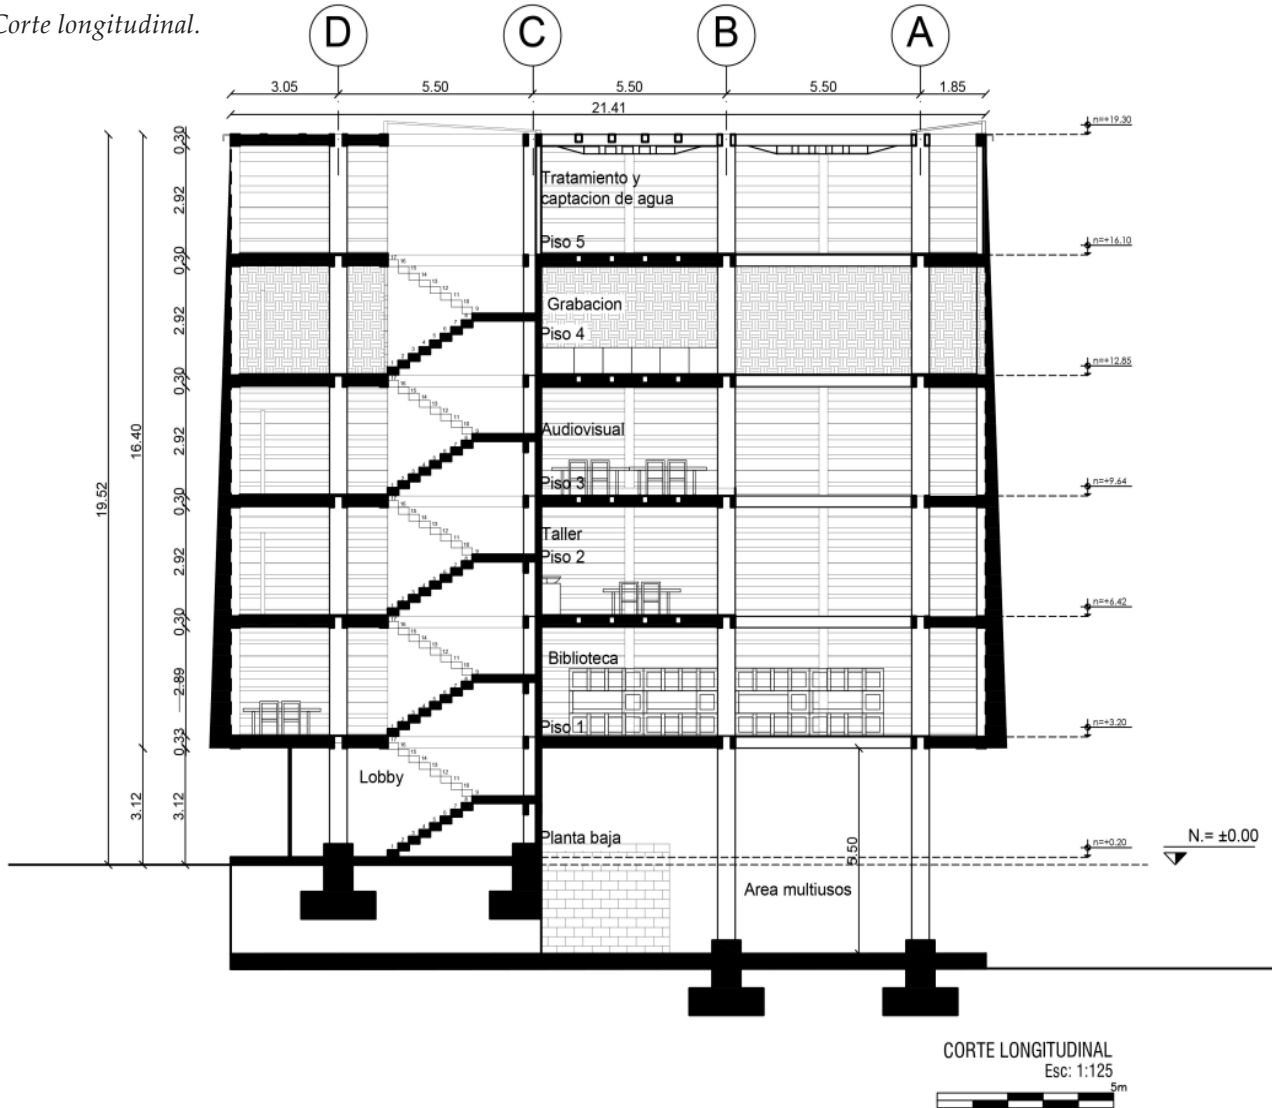 Corte longitudinal.
D C B A
3.05 5.50 5.50 5.50 1.85
21.41
n=+19.30
0.30
Tratamiento y
captacion de agua
2.92
Piso 5
n=+16.10
0.30
Grabacion
2.92
Piso 4
n=+12.85
0.30
Audiovisual
16.40
2.92
Piso 3
n=+9.64
19.52
0.30
Taller
Piso 2
2.92
n=+6.42
0.30
Biblioteca
2.89
Piso 1
n=+3.20
0.33
Lobby
3.12
3.12
Planta baja
5.50
n=+0.20
N.= ±0.00
Area multiusos
CORTE LONGITUDINAL
Esc: 1:125
5m